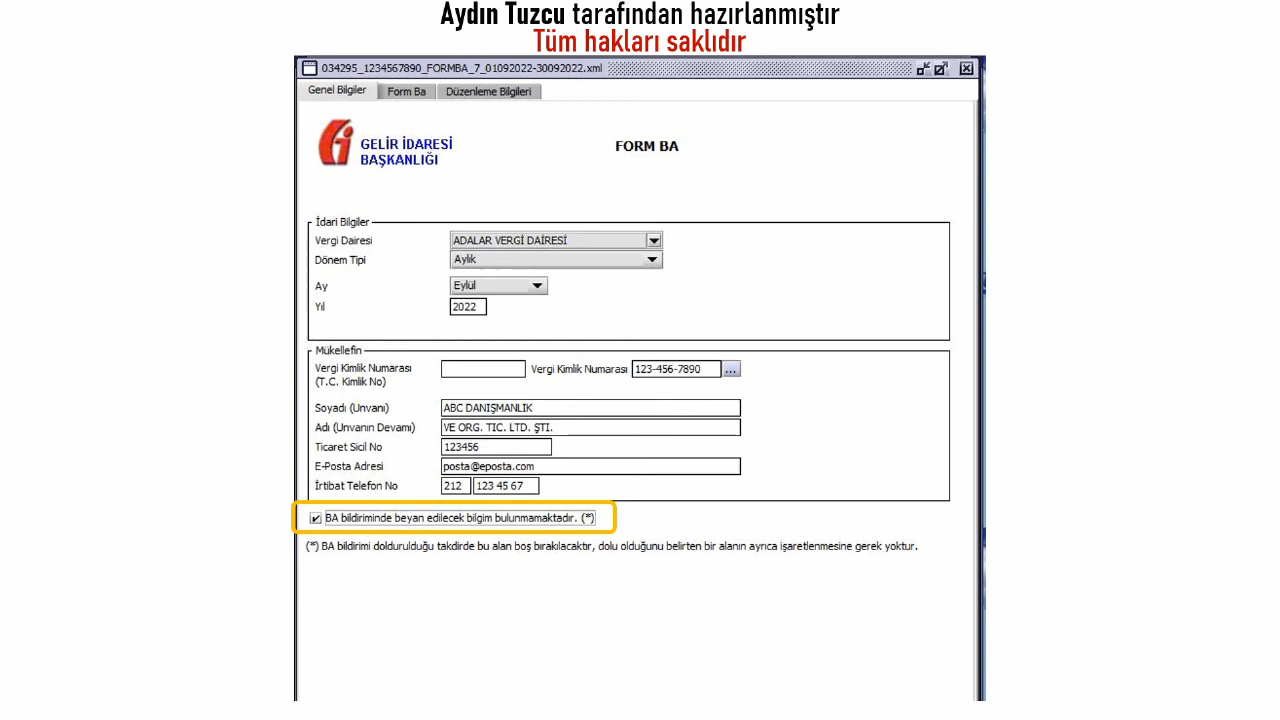 Aydın Tuzcu tarafından hazırlanmıştır
Tüm hakları saklıdır
034295_1234567890_FORMBA_7_01092022-30092022.xml
Genel Bilgiler Form Ba Düzenleme Bilgileri
GELİR İDARESİ
BAŞKANLIĞI
FORM BA
İdari Bilgiler
Vergi Dairesi ADALAR VERGİ DAİRESİ
Dönem Tipi Aylık
Ay Eylül
Yıl 2022
Mükellefin
Vergi Kimlik Numarası Vergi Kimlik Numarası 123-456-7890 ...
(T.C. Kimlik No)
Soyadı (Unvanı) ABC DANIŞMANLIK
Adı (Unvanın Devamı) VE ORG. TIC. LTD. ŞTI.
Ticaret Sicil No 123456
E-Posta Adresi posta@eposta.com
İrtibat Telefon No 212 123 45 67
BA bildiriminde beyan edilecek bilgim bulunmamaktadır. (*)
(*) BA bildirimi doldurulduğu takdirde bu alan boş bırakılacaktır, dolu olduğunu belirten bir alanın ayrıca işaretlenmesine gerek yoktur.